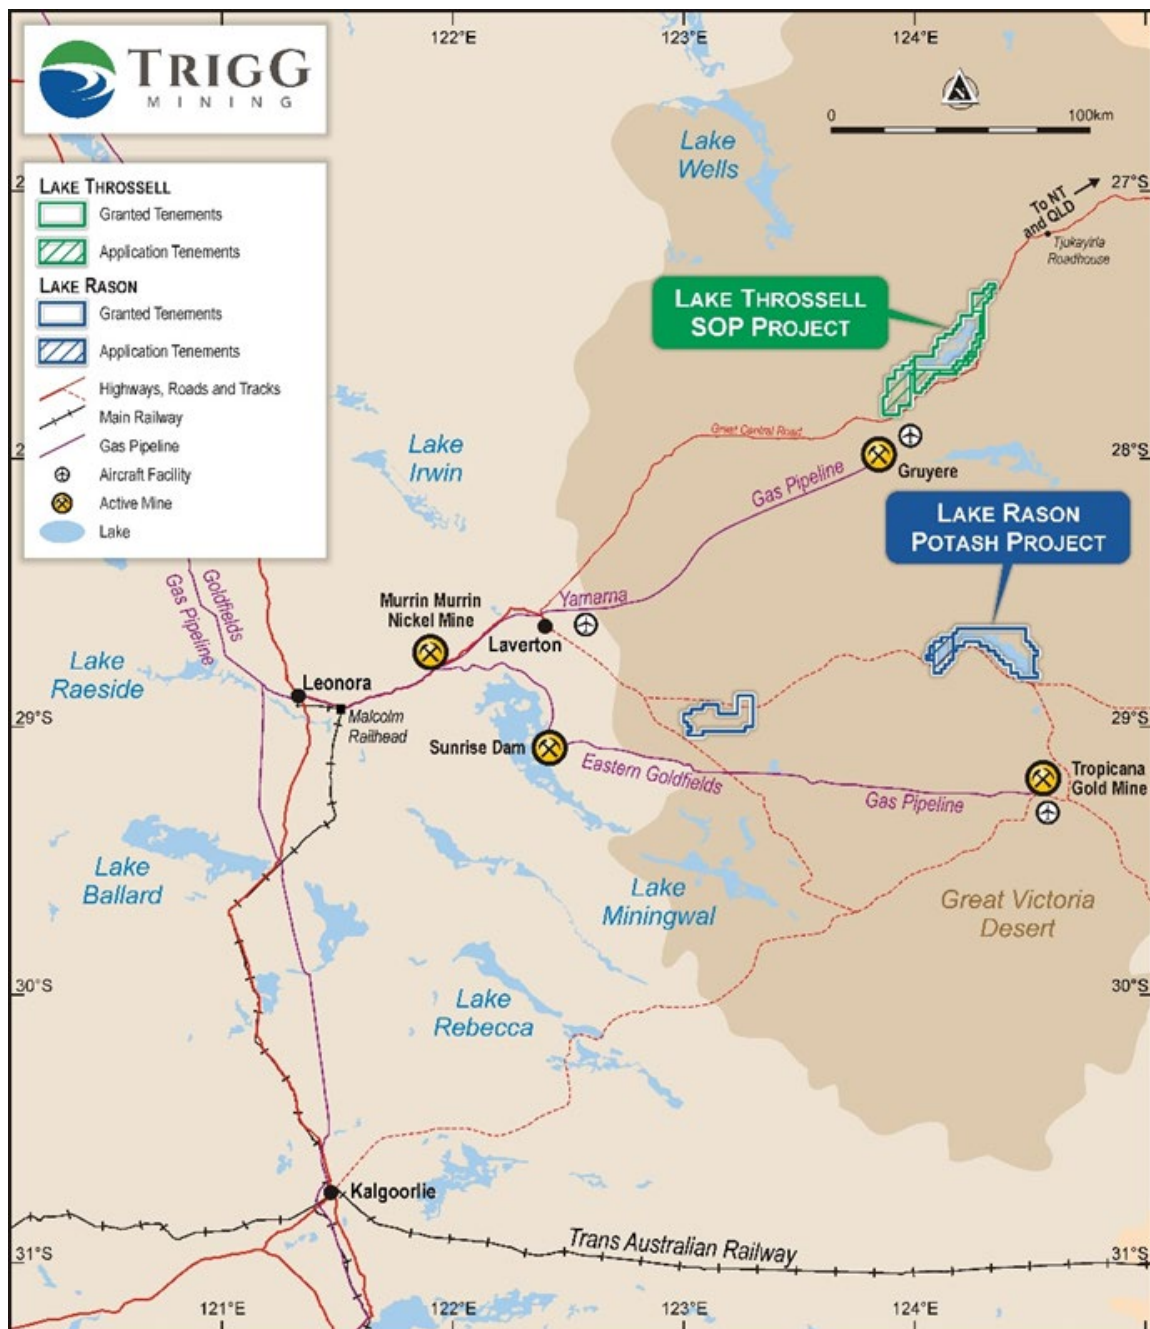 TRIGG
MINING
122°E
123°E
124°E
0
100km
LAKE THROSSELL
Granted Tenements
Application Tenements
LAKE RASON
Granted Tenements
Application Tenements
Highways, Roads and Tracks
Main Railway
Gas Pipeline
Aircraft Facility
Active Mine
Lake
Lake
Wells
27°S
To NT
and QLD
Tjukayirla
Roadhouse
LAKE THROSSELL
SOP PROJECT
Great Central Road
Lake
Irwin
28°S
Gruyere
Gas Pipeline
LAKE RASON
POTASH PROJECT
Goldfields
Gas Pipeline
Murrin Murrin
Nickel Mine
Yamarna
Laverton
Lake
Raeside
Leonora
Malcolm
Railhead
29°S
29°S
Sunrise Dam
Eastern Goldfields
Gas Pipeline
Tropicana
Gold Mine
Lake
Ballard
Lake
Miningwal
Great Victoria
Desert
30°S
30°S
Lake
Rebecca
Kalgoorlie
Trans Australian Railway
31°S
31°S
121°E
122°E
123°E
124°E